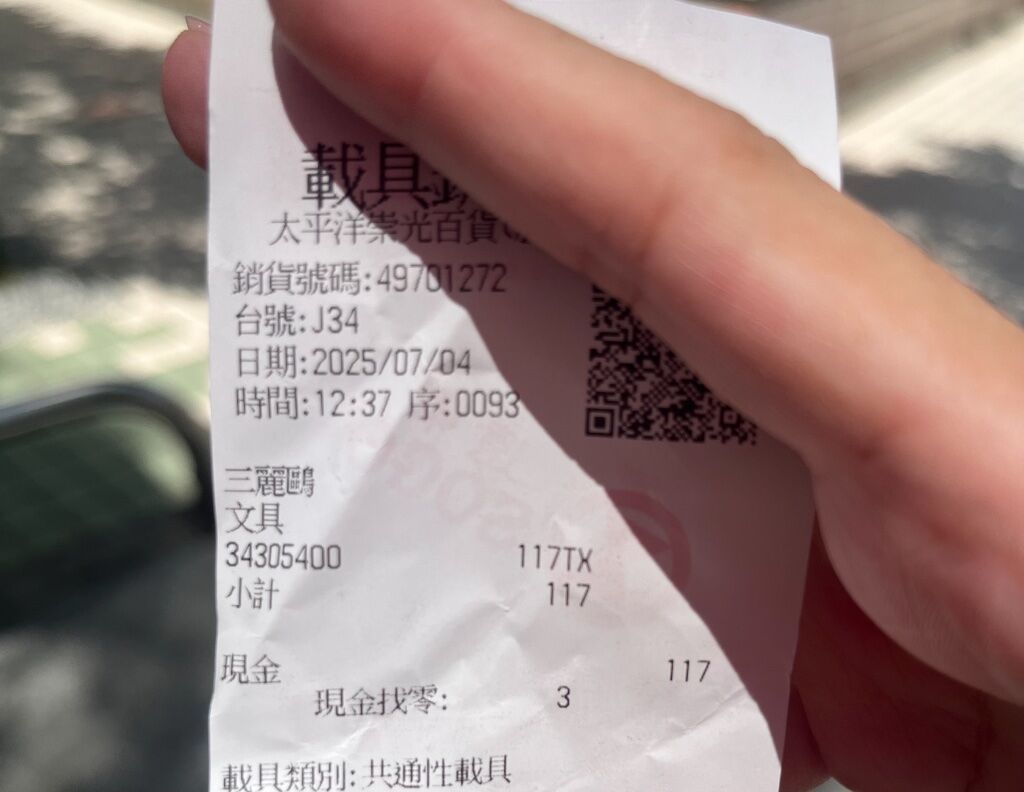 載具
太平洋崇光百貨
銷貨號碼:49701272
台號:J34
日期:2025/07/04
時間:12:37 序:0093
三麗鷗
文具
34305400 117TX
小計 117
現金 117
現金找零: 3
載具類別:共通性載具